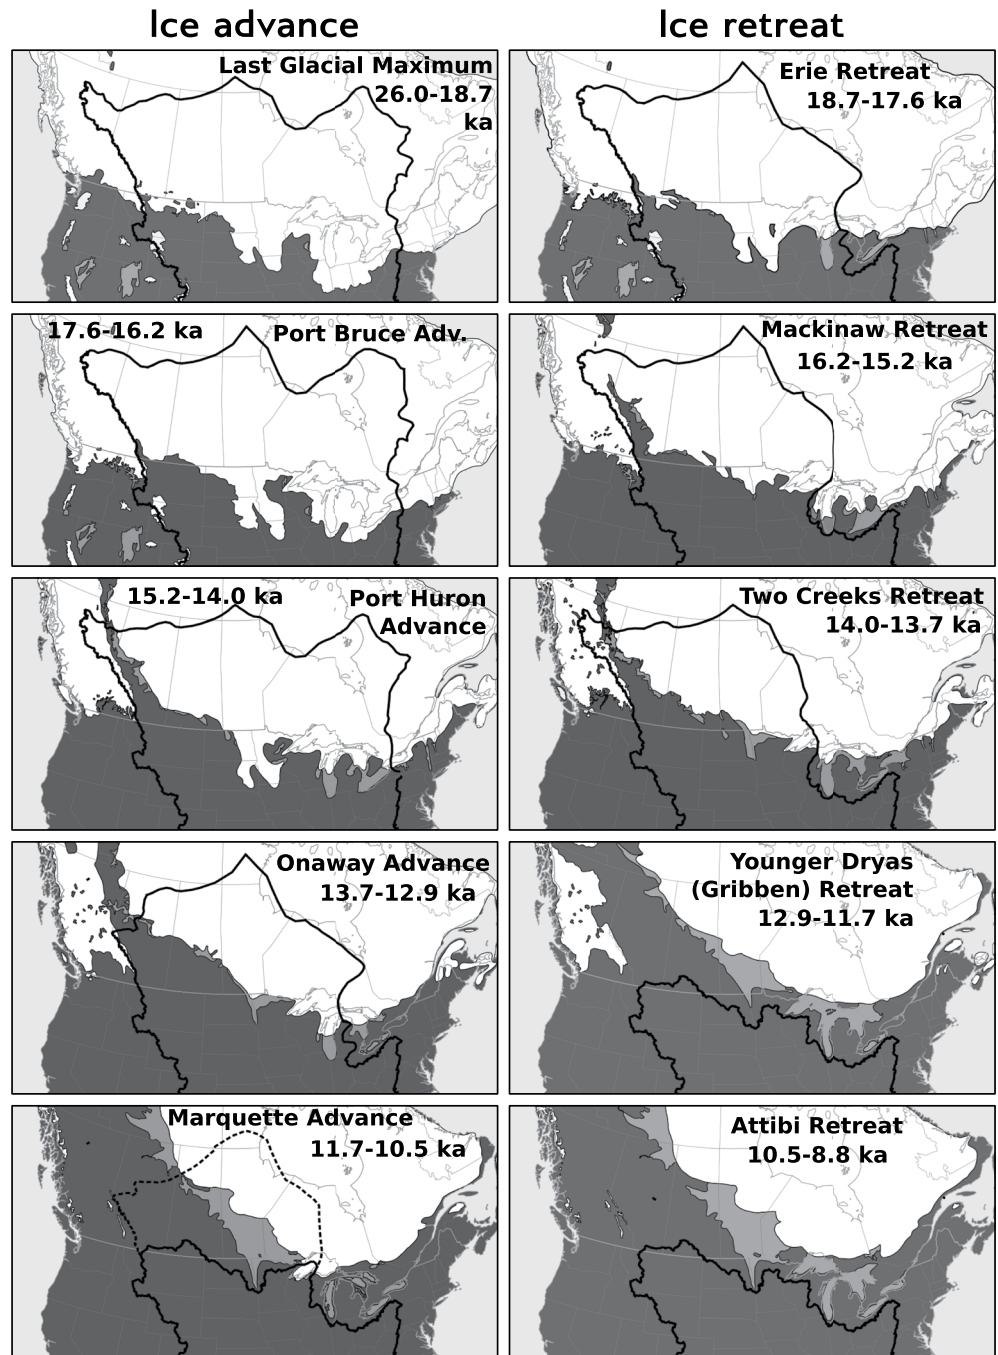 Ice advance
Ice retreat
Last Glacial Maximum
26.0-18.7
ka
Erie Retreat
18.7-17.6 ka
17.6-16.2 ka
Port Bruce Adv.
Mackinaw Retreat
16.2-15.2 ka
15.2-14.0 ka
Port Huron
Advance
Two Creeks Retreat
14.0-13.7 ka
Onaway Advance
13.7-12.9 ka
Younger Dryas
(Gribben) Retreat
12.9-11.7 ka
Marquette Advance
11.7-10.5 ka
Attibi Retreat
10.5-8.8 ka